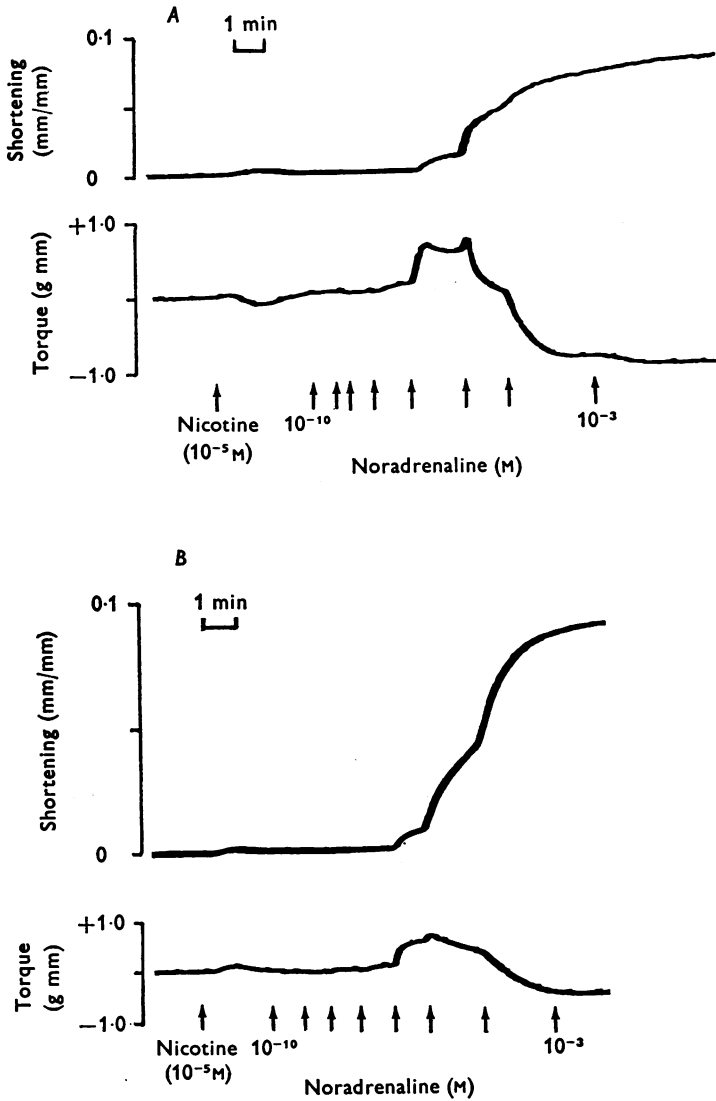 A
1 min
0·1
Shortening
(mm/mm)
0
+1·0
Torque (g mm)
−1·0
Nicotine
(10⁻⁵ M)
10⁻¹⁰
10⁻³
Noradrenaline (M)
B
0·1
1 min
Shortening (mm/mm)
0
+1·0
Torque
(g mm)
−1·0
Nicotine
(10⁻⁵M)
10⁻¹⁰
10⁻³
Noradrenaline (M)